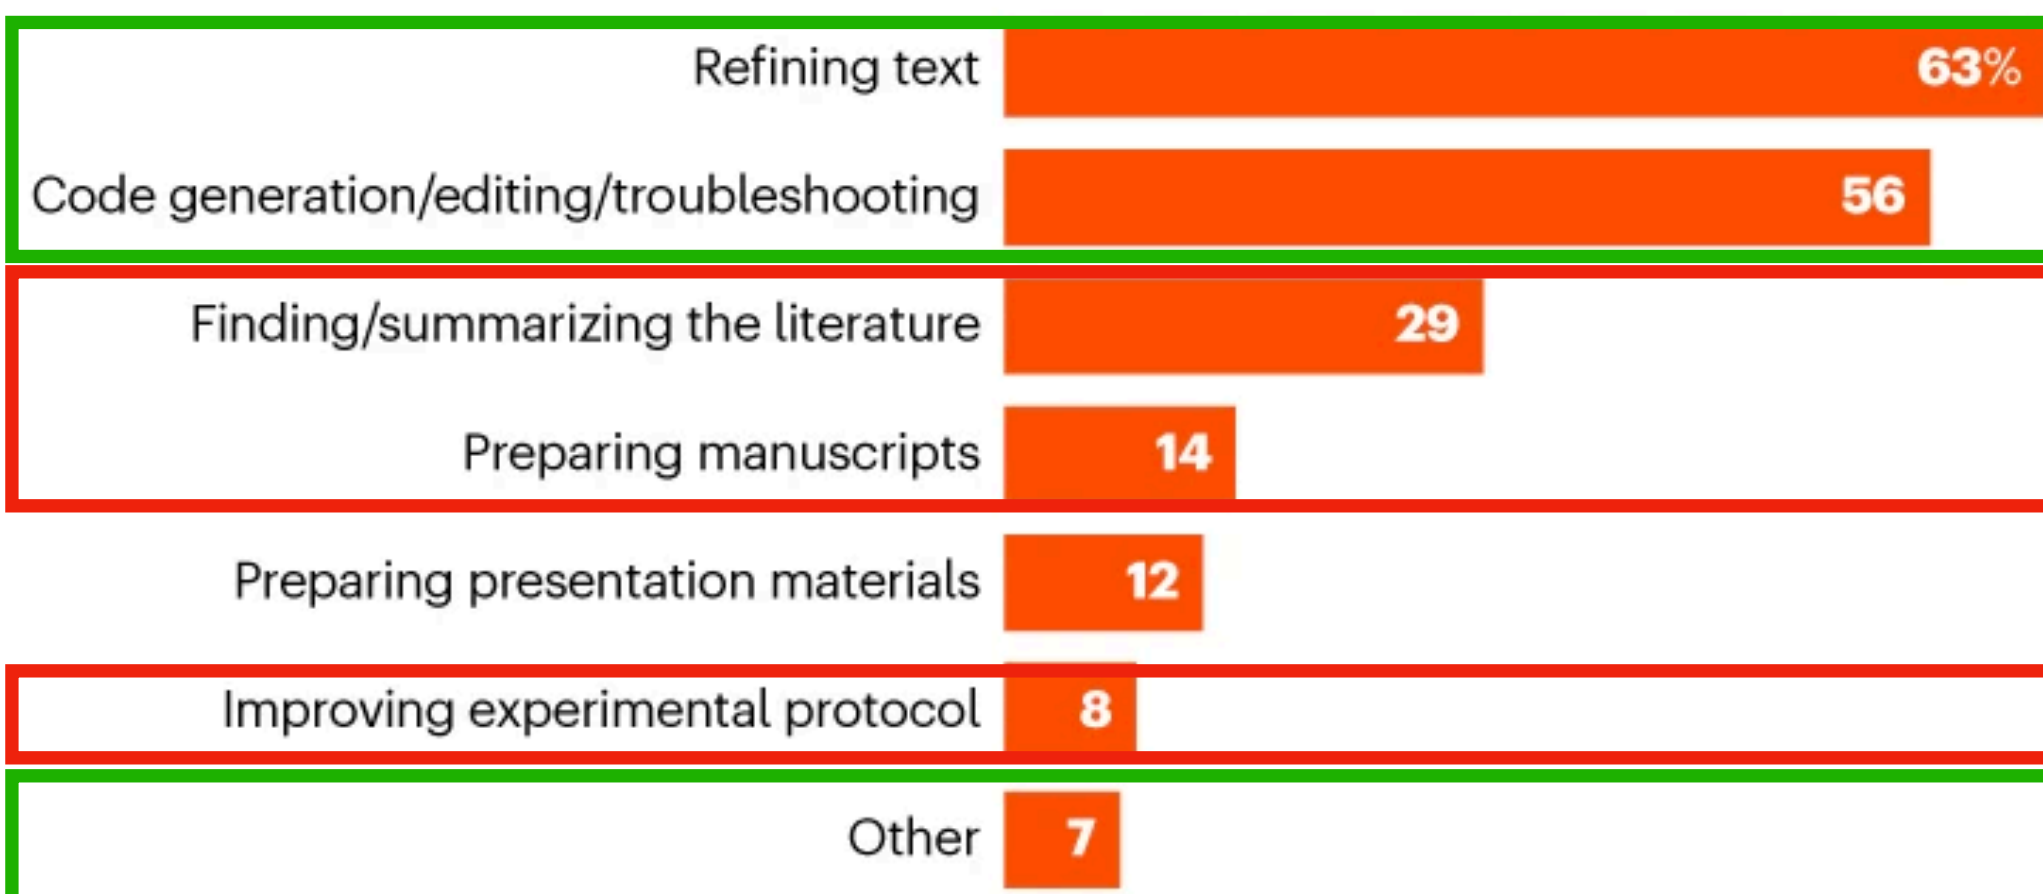 Refining text 63%
Code generation/editing/troubleshooting 56
Finding/summarizing the literature 29
Preparing manuscripts 14
Preparing presentation materials 12
Improving experimental protocol 8
Other 7